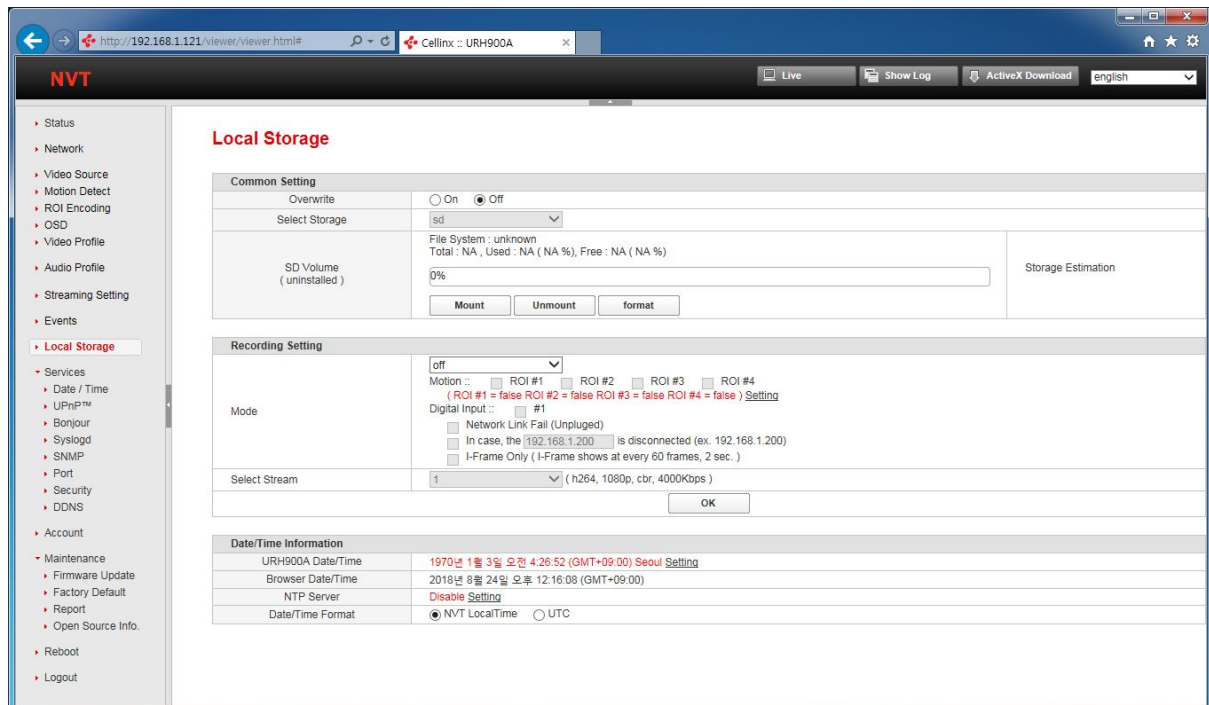 http://192.168.1.121/viewer/viewer.html#
Cellinx :: URH900A
NVT
Live
Show Log
ActiveX Download
english
Status
Network
Video Source
Motion Detect
ROI Encoding
OSD
Video Profile
Audio Profile
Streaming Setting
Events
Local Storage
Services
Date / Time
UPnP™
Bonjour
Syslogd
SNMP
Port
Security
DDNS
Account
Maintenance
Firmware Update
Factory Default
Report
Open Source Info.
Reboot
Logout
Local Storage
Common Setting
Overwrite On Off
Select Storage sd
SD Volume
( uninstalled )
File System : unknown
Total : NA , Used : NA ( NA %), Free : NA ( NA %)
0%
Mount Unmount format
Storage Estimation
Recording Setting
Mode
off
Motion :: ROI #1 ROI #2 ROI #3 ROI #4
( ROI #1 = false ROI #2 = false ROI #3 = false ROI #4 = false ) Setting
Digital Input :: #1
Network Link Fail (Unpluged)
In case, the 192.168.1.200 is disconnected (ex. 192.168.1.200)
I-Frame Only ( I-Frame shows at every 60 frames, 2 sec. )
Select Stream 1 ( h264, 1080p, cbr, 4000Kbps )
OK
Date/Time Information
URH900A Date/Time 1970년 1월 3일 오전 4:26:52 (GMT+09:00) Seoul Setting
Browser Date/Time 2018년 8월 24일 오후 12:16:08 (GMT+09:00)
NTP Server Disable Setting
Date/Time Format NVT LocalTime UTC